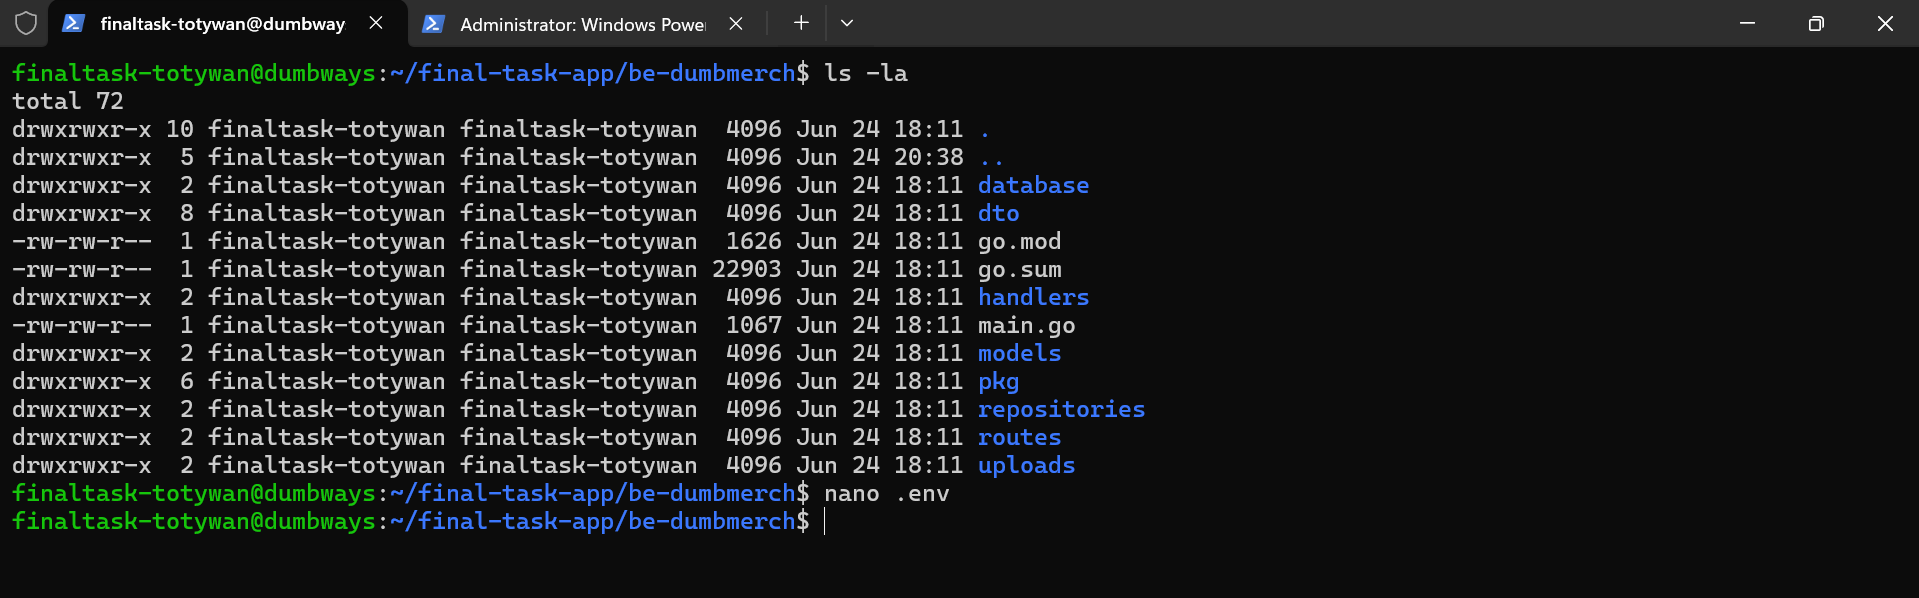 finaltask-totywan@dumbway
Administrator: Windows Powe
finaltask-totywan@dumbways:~/final-task-app/be-dumbmerch$ ls -la
total 72
drwxrwxr-x 10 finaltask-totywan finaltask-totywan  4096 Jun 24 18:11 .
drwxrwxr-x  5 finaltask-totywan finaltask-totywan  4096 Jun 24 20:38 ..
drwxrwxr-x  2 finaltask-totywan finaltask-totywan  4096 Jun 24 18:11 database
drwxrwxr-x  8 finaltask-totywan finaltask-totywan  4096 Jun 24 18:11 dto
-rw-rw-r--  1 finaltask-totywan finaltask-totywan  1626 Jun 24 18:11 go.mod
-rw-rw-r--  1 finaltask-totywan finaltask-totywan 22903 Jun 24 18:11 go.sum
drwxrwxr-x  2 finaltask-totywan finaltask-totywan  4096 Jun 24 18:11 handlers
-rw-rw-r--  1 finaltask-totywan finaltask-totywan  1067 Jun 24 18:11 main.go
drwxrwxr-x  2 finaltask-totywan finaltask-totywan  4096 Jun 24 18:11 models
drwxrwxr-x  6 finaltask-totywan finaltask-totywan  4096 Jun 24 18:11 pkg
drwxrwxr-x  2 finaltask-totywan finaltask-totywan  4096 Jun 24 18:11 repositories
drwxrwxr-x  2 finaltask-totywan finaltask-totywan  4096 Jun 24 18:11 routes
drwxrwxr-x  2 finaltask-totywan finaltask-totywan  4096 Jun 24 18:11 uploads
finaltask-totywan@dumbways:~/final-task-app/be-dumbmerch$ nano .env
finaltask-totywan@dumbways:~/final-task-app/be-dumbmerch$